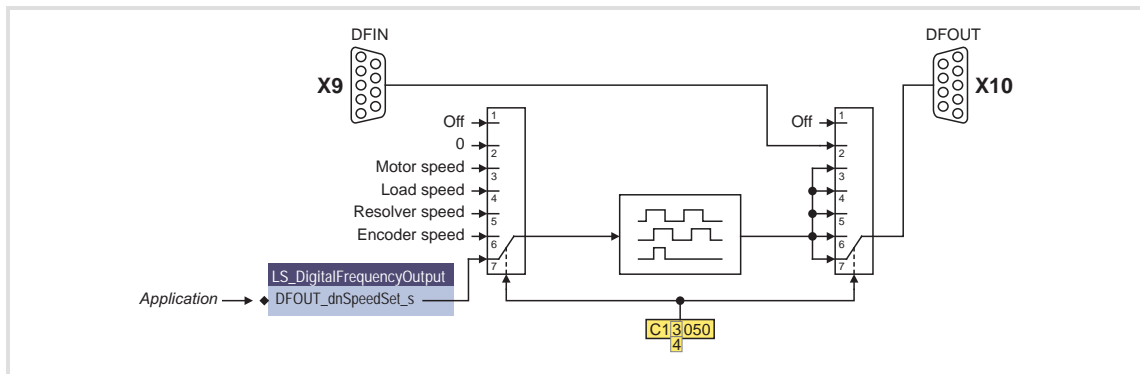 DFIN
DFOUT
X9
X10
Off
1
0
2
Motor speed
3
Load speed
4
Resolver speed
5
Encoder speed
6
7
Off
1
2
3
4
5
6
7
LS_DigitalFrequencyOutput
Application
DFOUT_dnSpeedSet_s
C13050
4